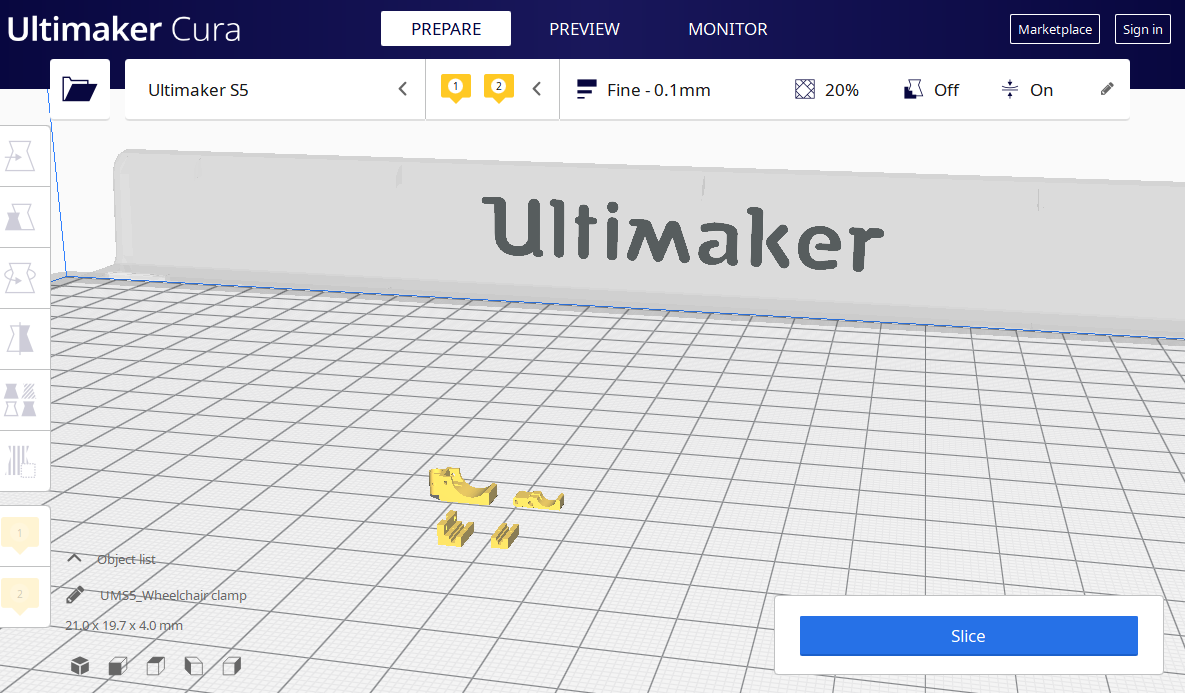 Ultimaker Cura
PREPARE
PREVIEW
MONITOR
Marketplace
Sign in
Ultimaker S5
1
2
Fine - 0.1mm
20%
Off
On
Ultimaker
1
2
Object list
UMS5_Wheelchair clamp
21.0 x 19.7 x 4.0 mm
Slice